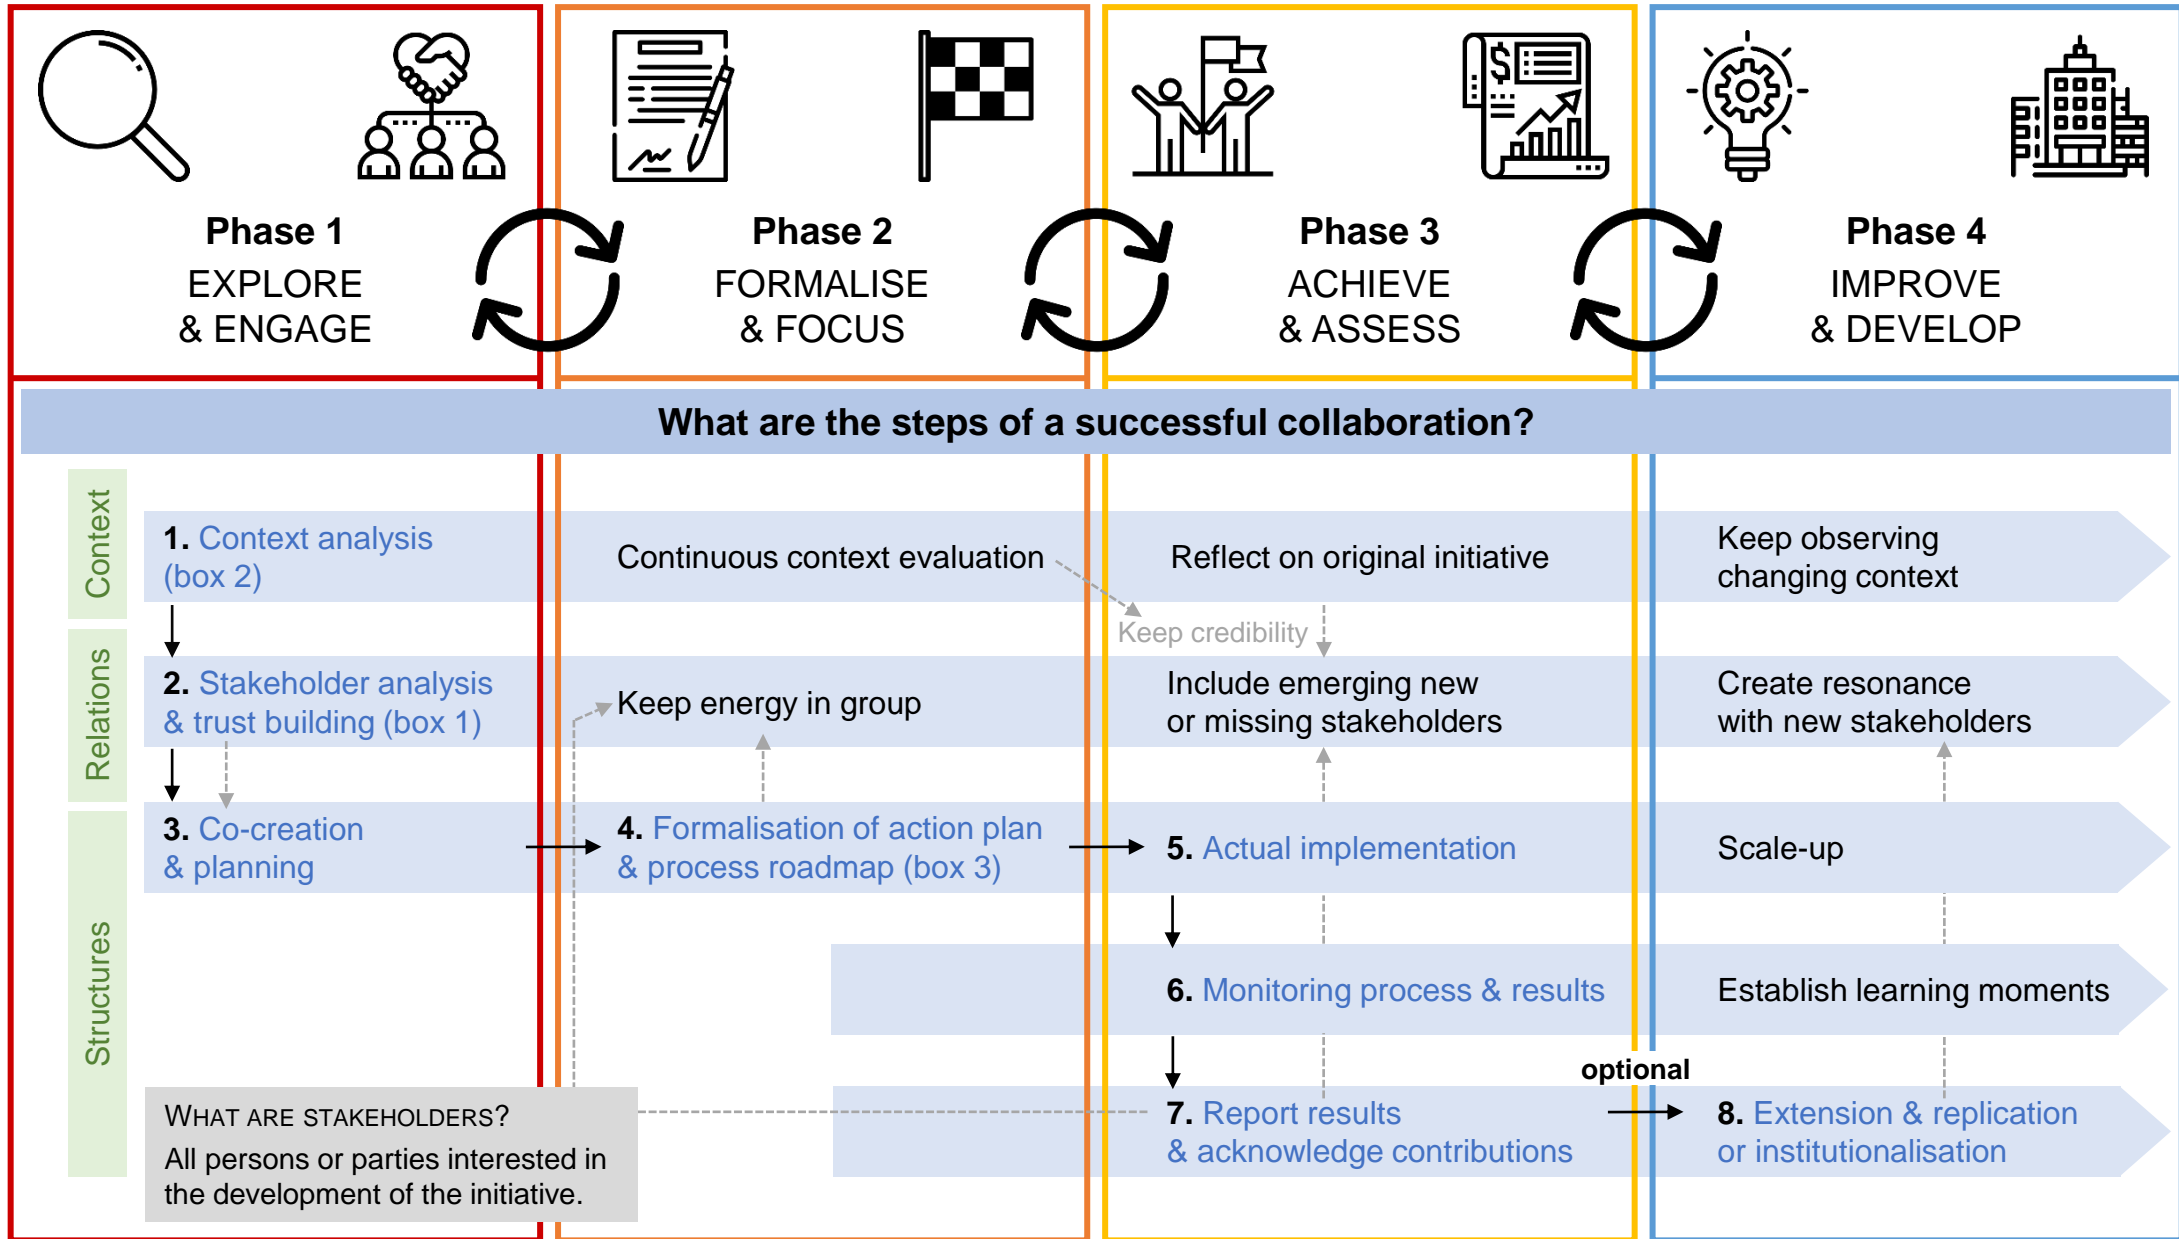 Phase 1
EXPLORE
& ENGAGE
Phase 2
FORMALISE
& FOCUS
Phase 3
ACHIEVE
& ASSESS
Phase 4
IMPROVE
& DEVELOP
What are the steps of a successful collaboration?
Context
1. Context analysis
(box 2)
Continuous context evaluation
Reflect on original initiative
Keep observing
changing context
Keep credibility
Relations
2. Stakeholder analysis
& trust building (box 1)
Keep energy in group
Include emerging new
or missing stakeholders
Create resonance
with new stakeholders
Structures
3. Co-creation
& planning
4. Formalisation of action plan
& process roadmap (box 3)
5. Actual implementation
Scale-up
6. Monitoring process & results
Establish learning moments
optional
7. Report results
& acknowledge contributions
8. Extension & replication
or institutionalisation
WHAT ARE STAKEHOLDERS?
All persons or parties interested in
the development of the initiative.
$